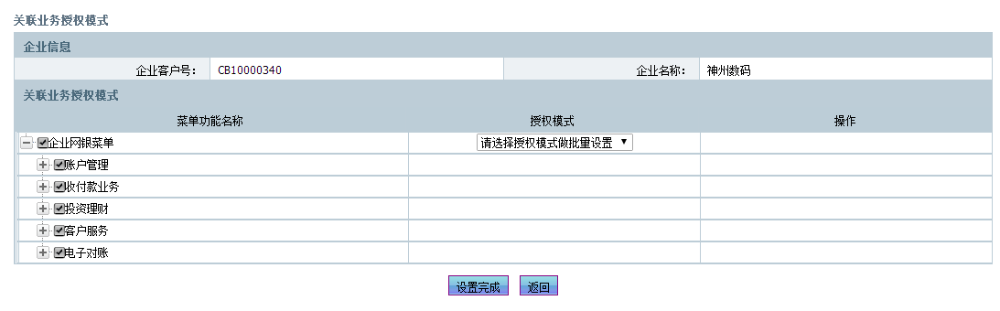 关联业务授权模式
企业信息
企业客户号： CB10000340 企业名称： 神州数码
关联业务授权模式
菜单功能名称 授权模式 操作
企业网银菜单 请选择授权模式做批量设置
账户管理
收付款业务
投资理财
客户服务
电子对账
设置完成 返回